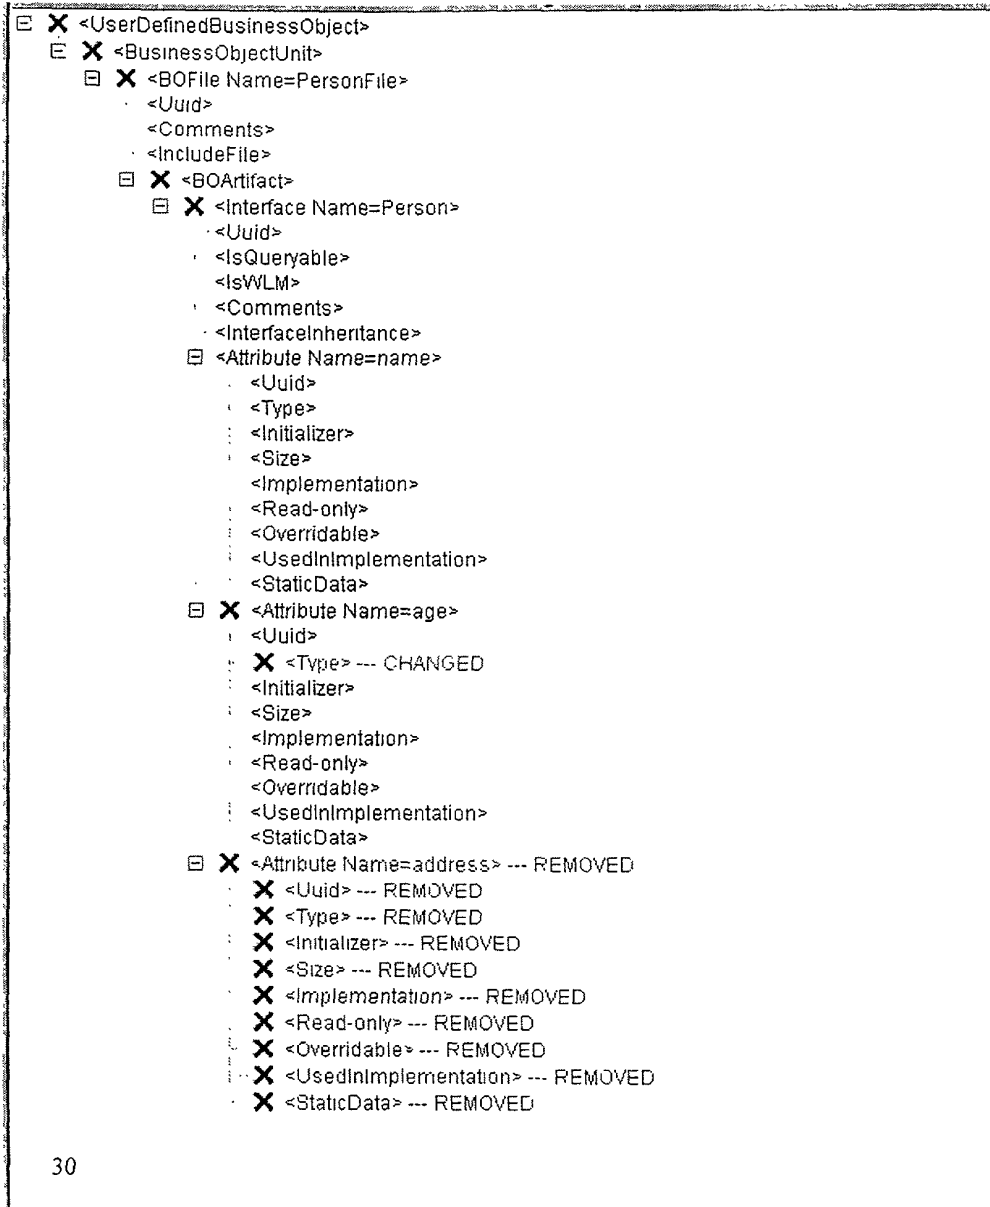 <UserDefinedBusinessObject>
<BusinessObjectUnit>
<BOFile Name=PersonFile>
<Uuid>
<Comments>
<IncludeFile>
<BOArtifact>
<Interface Name=Person>
<Uuid>
<IsQueryable>
<IsWLM>
<Comments>
<InterfaceInheritance>
<Attribute Name=name>
<Uuid>
<Type>
<Initializer>
<Size>
<Implementation>
<Read-only>
<Overridable>
<UsedInImplementation>
<StaticData>
<Attribute Name=age>
<Uuid>
<Type> --- CHANGED
<Initializer>
<Size>
<Implementation>
<Read-only>
<Overridable>
<UsedInImplementation>
<StaticData>
<Attribute Name=address> --- REMOVED
<Uuid> --- REMOVED
<Type> --- REMOVED
<Initializer> --- REMOVED
<Size> --- REMOVED
<Implementation> --- REMOVED
<Read-only> --- REMOVED
<Overridable> --- REMOVED
<UsedInImplementation> --- REMOVED
<StaticData> --- REMOVED
30